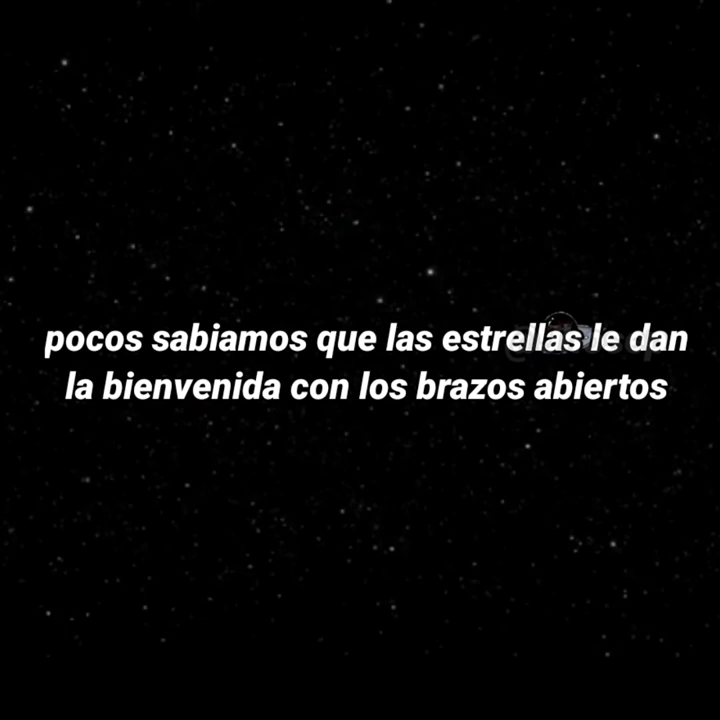 pocos sabiamos que las estrellas le dan
la bienvenida con los brazos abiertos